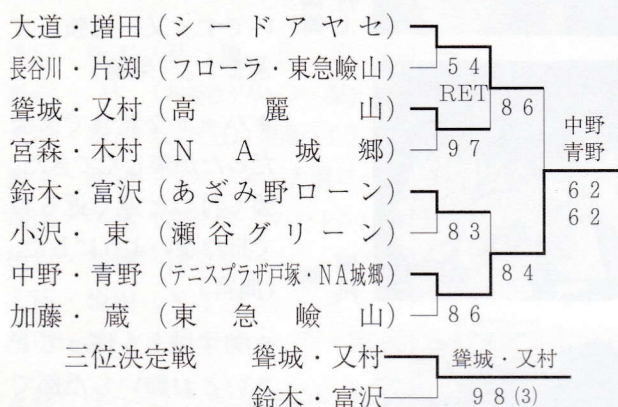 大道・増田（シードアヤセ）
長谷川・片渕（フローラ・東急嶮山）
54
RET
聳城・又村（高麗山）
86
宮森・木村（NA城郷）
97
中野
青野
鈴木・富沢（あざみ野ローン）
62
62
小沢・東（瀬谷グリーン）
83
中野・青野（テニスプラザ戸塚・NA城郷）
84
加藤・蔵（東急嶮山）
86
三位決定戦 聳城・又村 聳城・又村
鈴木・富沢 98(3)